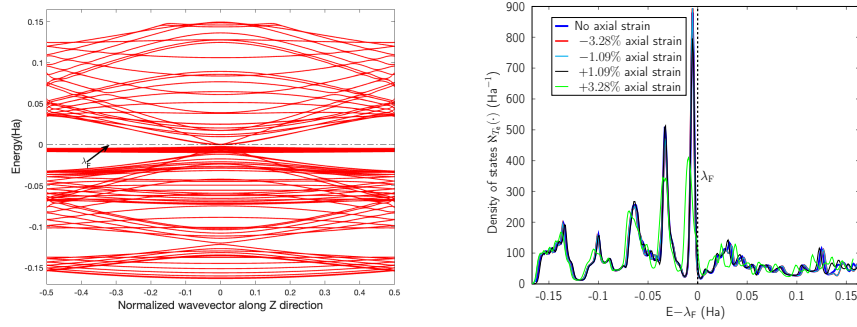 0.15
0.1
0.05
0
-0.05
-0.1
-0.15
Energy(Ha)
λF
-0.5 -0.4 -0.3 -0.2 -0.1 0 0.1 0.2 0.3 0.4 0.5
Normalized wavevector along Z direction
900
800
700
600
500
400
300
200
100
0
Density of states ℵTe(·) (Ha⁻¹)
No axial strain
−3.28% axial strain
−1.09% axial strain
+1.09% axial strain
+3.28% axial strain
λF
-0.15 -0.1 -0.05 0 0.05 0.1 0.15
E−λF (Ha)